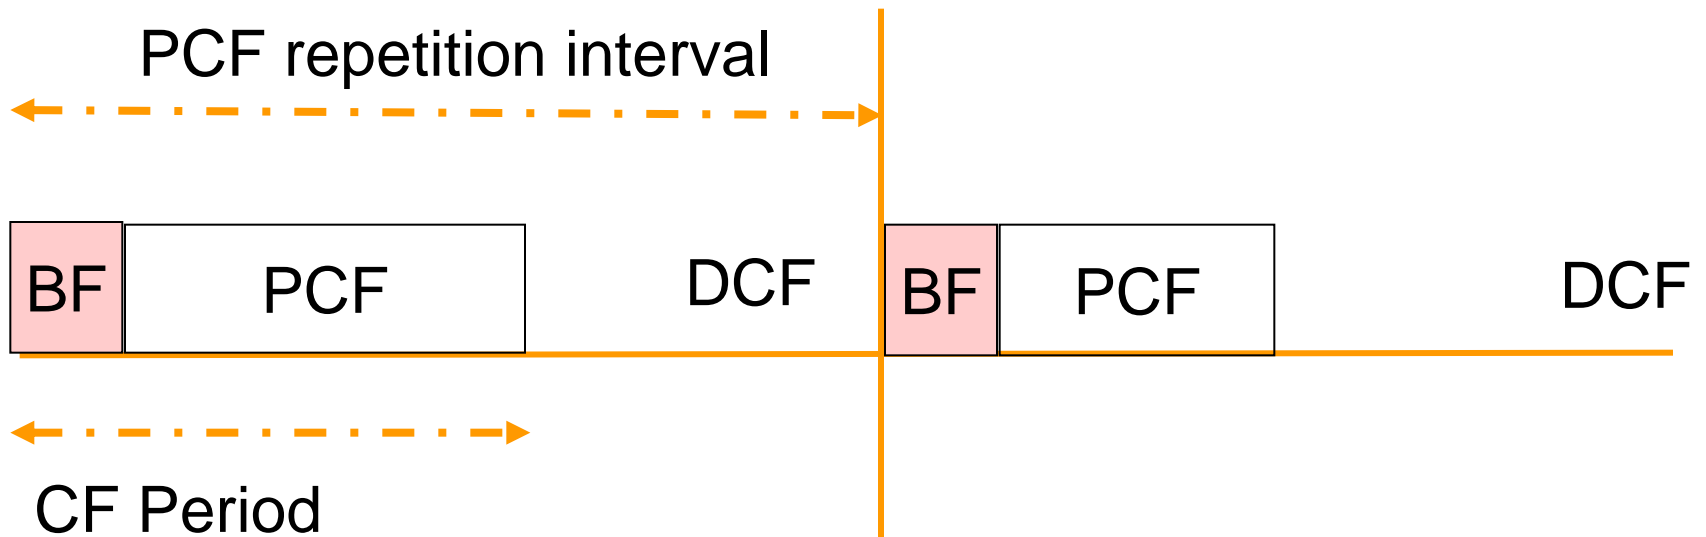 PCF repetition interval
BF PCF DCF BF PCF DCF
CF Period